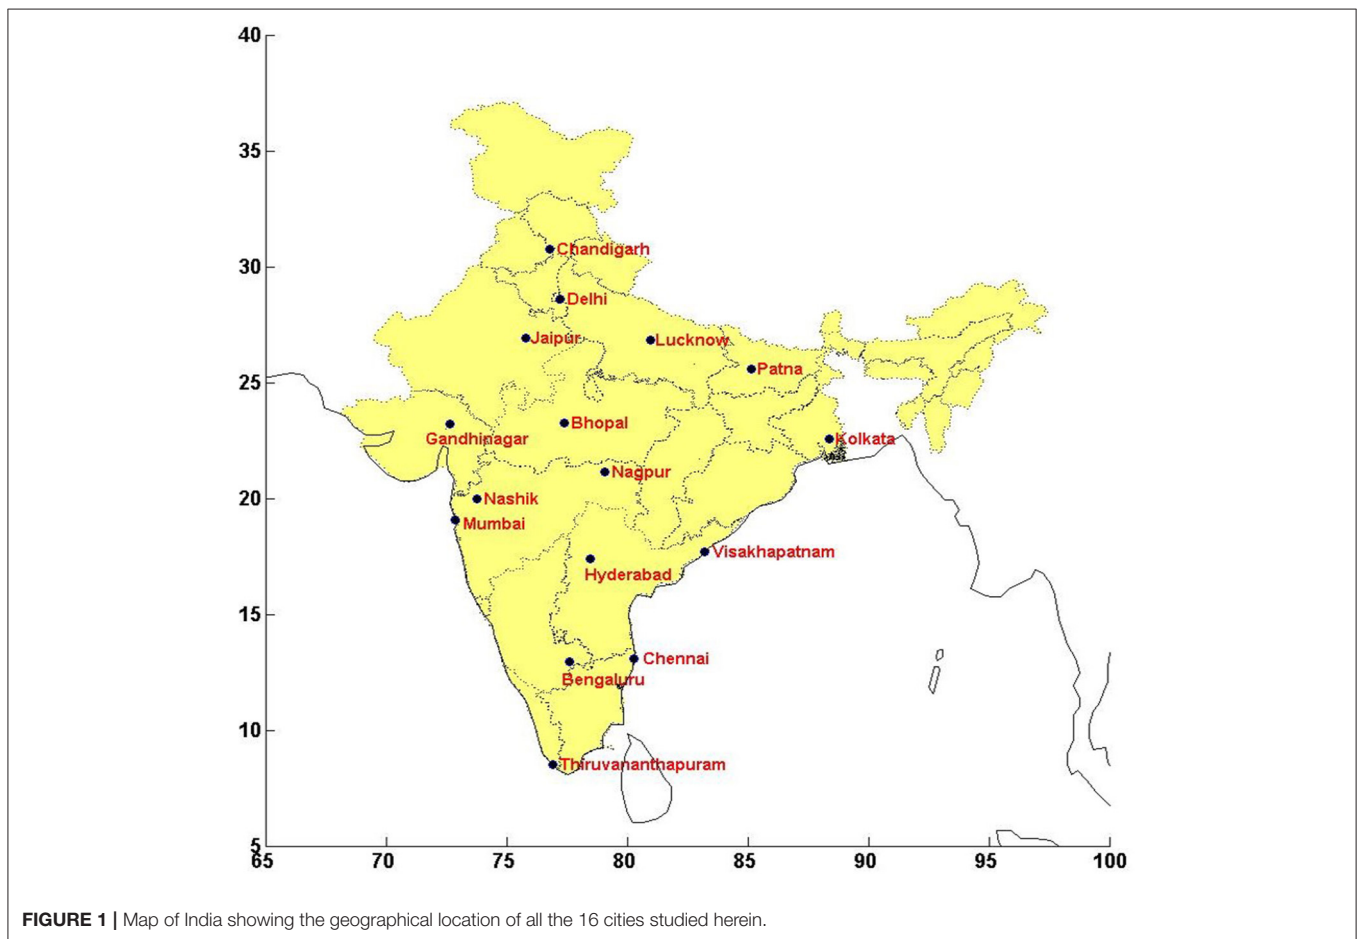 40
35
Chandigarh
30
Delhi
Jaipur
Lucknow
Patna
25
Bhopal
Gandhinagar
Kolkata
Nagpur
20
Nashik
Mumbai
Visakhapatnam
Hyderabad
15
Chennai
Bengaluru
10
Thiruvananthapuram
5
65 70 75 80 85 90 95 100
FIGURE 1 | Map of India showing the geographical location of all the 16 cities studied herein.